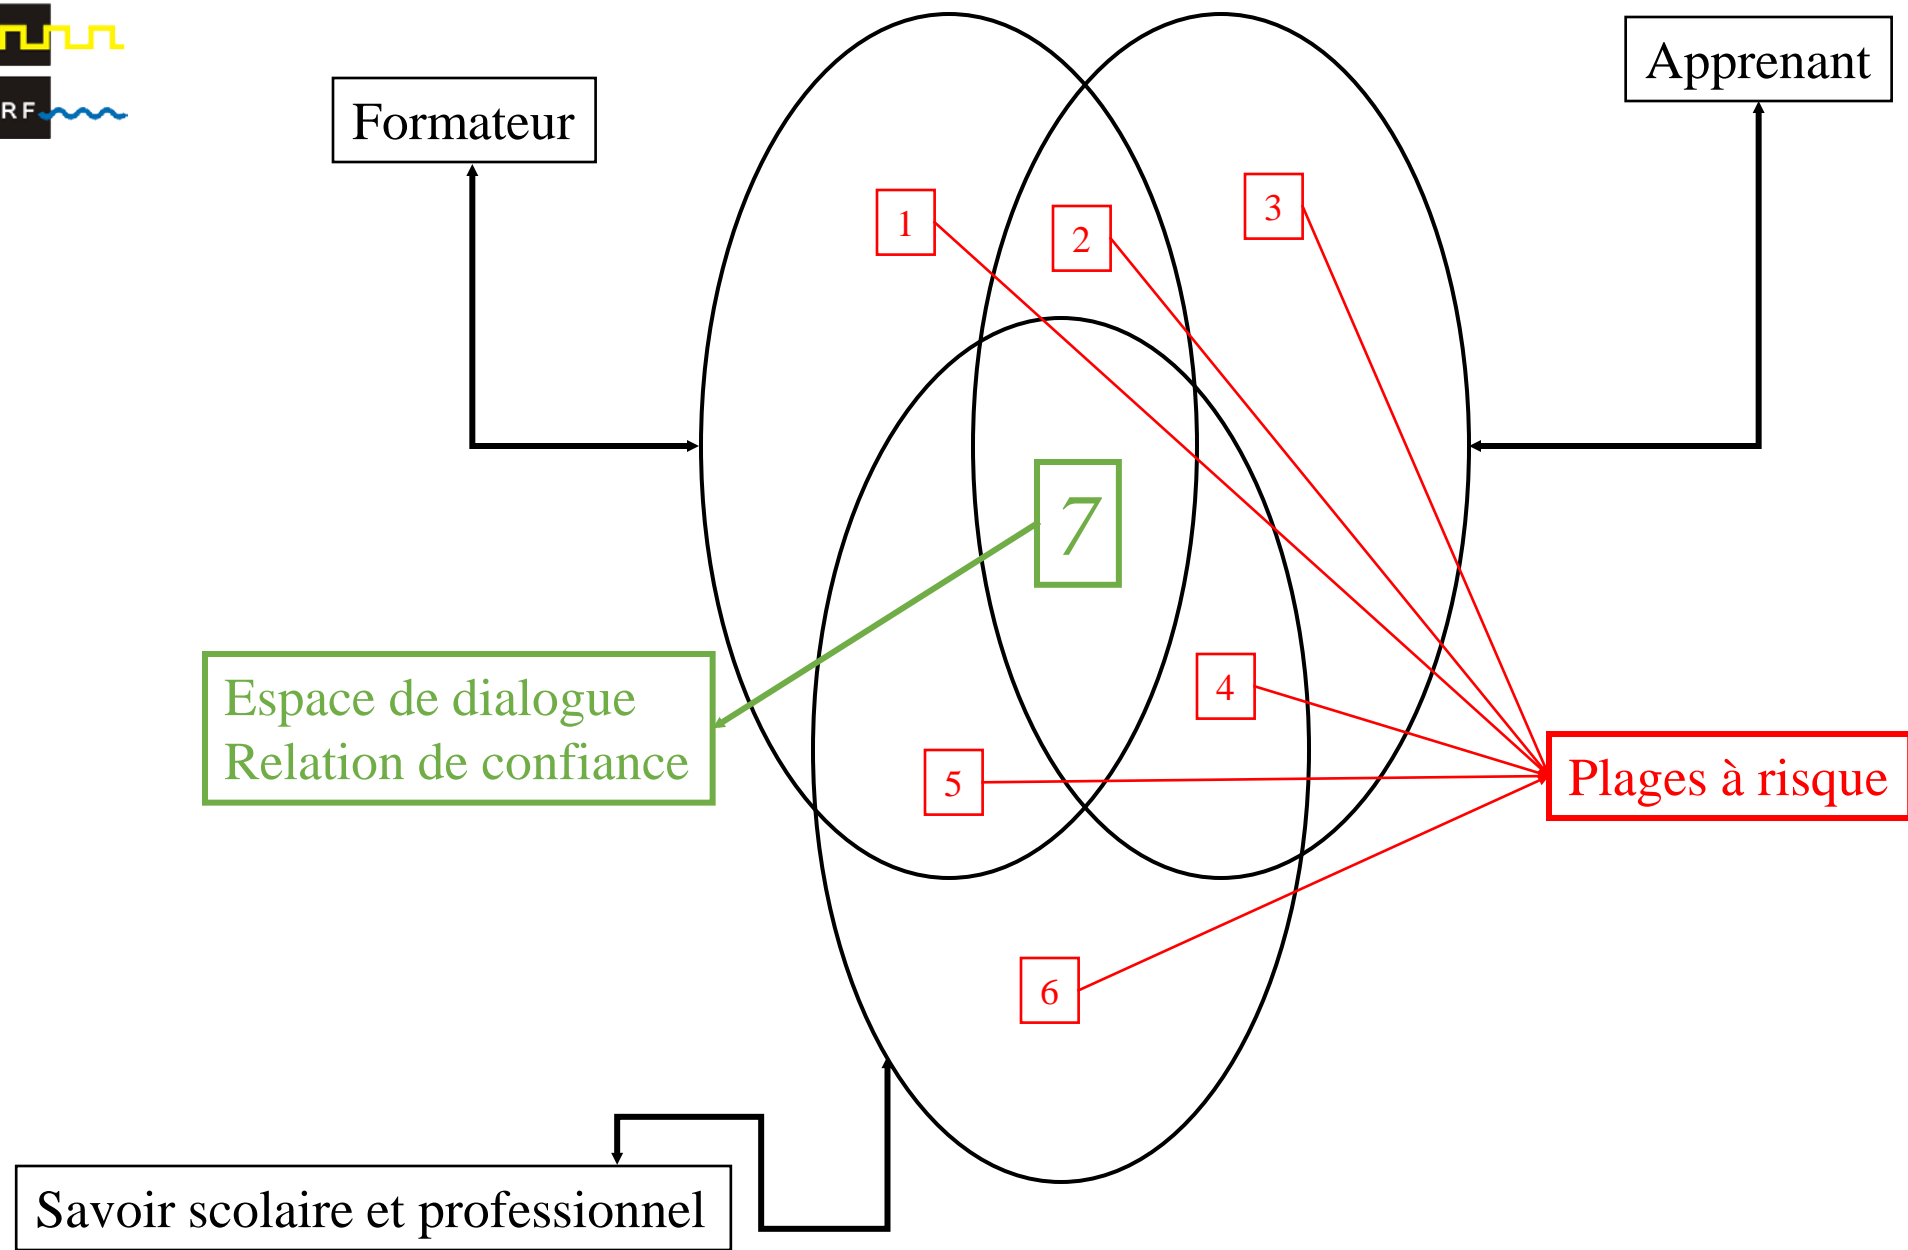 RF
Formateur
Apprenant
1
2
3
7
4
5
6
Espace de dialogue
Relation de confiance
Plages à risque
Savoir scolaire et professionnel